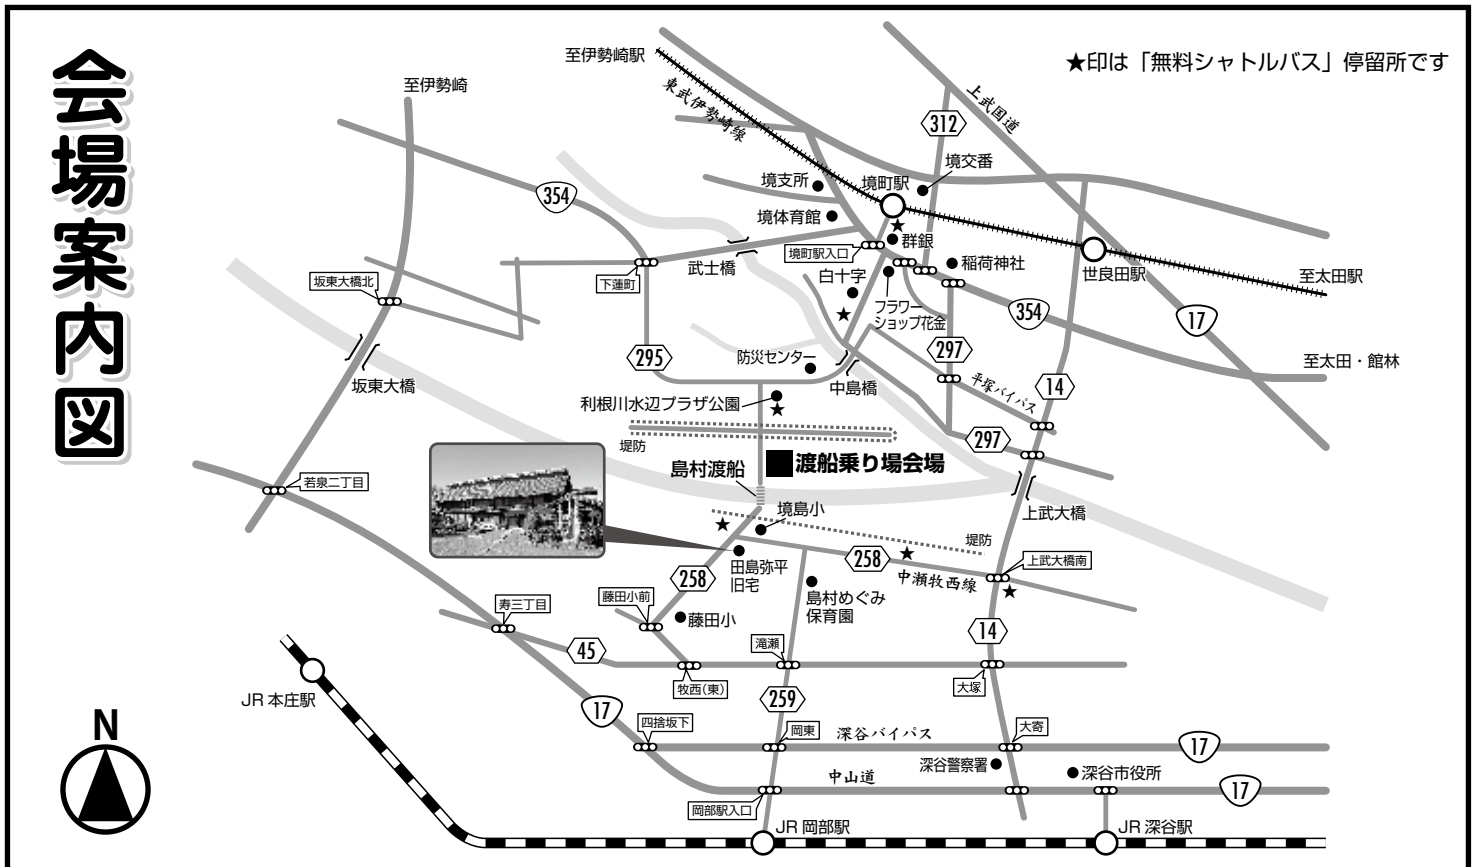 会場案内図
★印は「無料シャトルバス」停留所です
至伊勢崎駅
至伊勢崎
東武伊勢崎線
上武国道
312
境交番
境町駅
境支所
354
境体育館
群銀
境町駅入口
稲荷神社
世良田駅
至太田駅
武士橋
下蓮町
坂東大橋北
白十字
フラワー
ショップ花金
354
17
295
防災センター
297
至太田・館林
坂東大橋
中島橋
平塚バイパス
14
利根川水辺プラザ公園
堤防
297
渡船乗り場会場
島村渡船
若泉二丁目
境島小
上武大橋
堤防
田島弥平
旧宅
258
258
中瀬牧西線
上武大橋南
島村めぐみ
保育園
藤田小前
藤田小
寿三丁目
45
滝瀬
14
牧西(東)
大塚
259
JR 本庄駅
17
四捨坂下
岡東
深谷バイパス
大寄
17
深谷警察署
深谷市役所
中山道
17
岡部駅入口
JR 岡部駅
JR 深谷駅
N